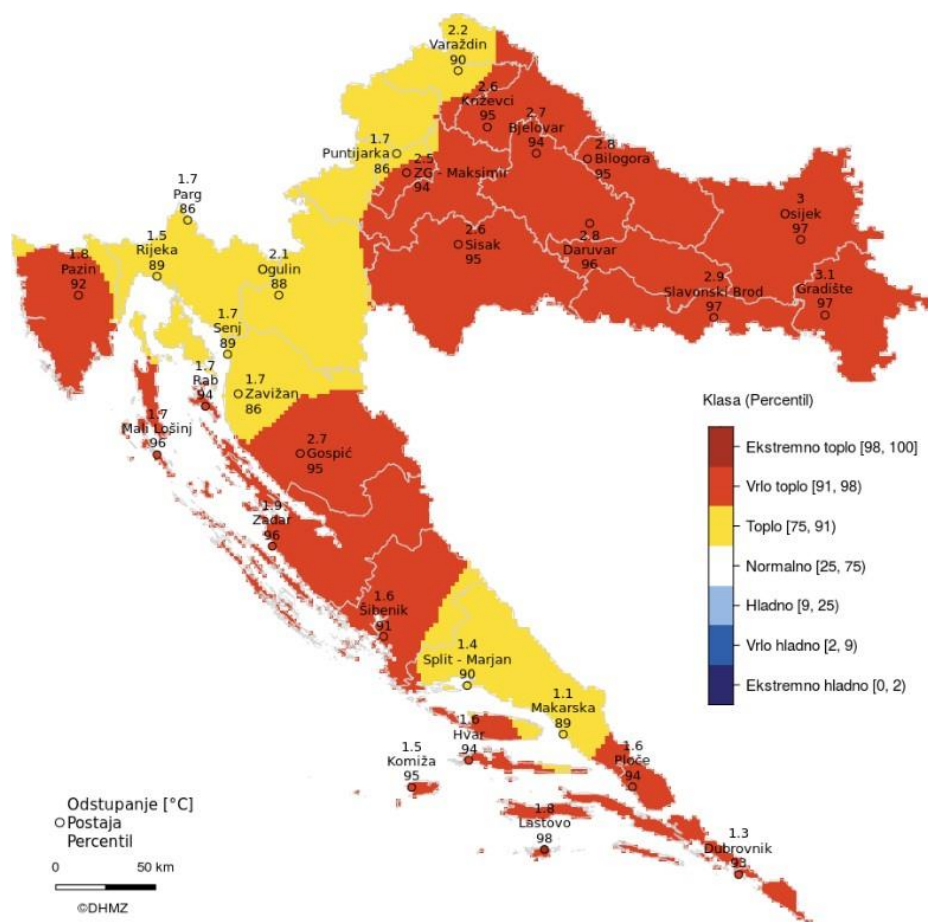 2.2
Varaždin
90
2.6
Križevci
95
2.7
Bjelovar
94
2.8
Bilogora
95
1.7
Puntijarka
86
2.5
ZG - Maksimir
94
1.7
Parg
86
3
Osijek
97
1.5
Rijeka
89
2.6
Sisak
95
2.8
Daruvar
96
1.8
Pazin
92
2.1
Ogulin
88
2.9
Slavonski Brod
97
3.1
Gradište
97
1.7
Senj
89
1.7
Rab
94
1.7
Zavižan
86
1.7
Mali Lošinj
96
2.7
Gospić
95
1.9
Zadar
96
1.6
Šibenik
91
1.4
Split - Marjan
90
1.1
Makarska
89
1.6
Hvar
94
1.5
Komiža
95
1.6
Ploče
94
1.8
Lastovo
98
1.3
Dubrovnik
93
Klasa (Percentil)
Ekstremno toplo [98, 100]
Vrlo toplo [91, 98)
Toplo [75, 91)
Normalno [25, 75)
Hladno [9, 25)
Vrlo hladno [2, 9)
Ekstremno hladno [0, 2)
Odstupanje [°C]
Postaja
Percentil
0 50 km
©DHMZ